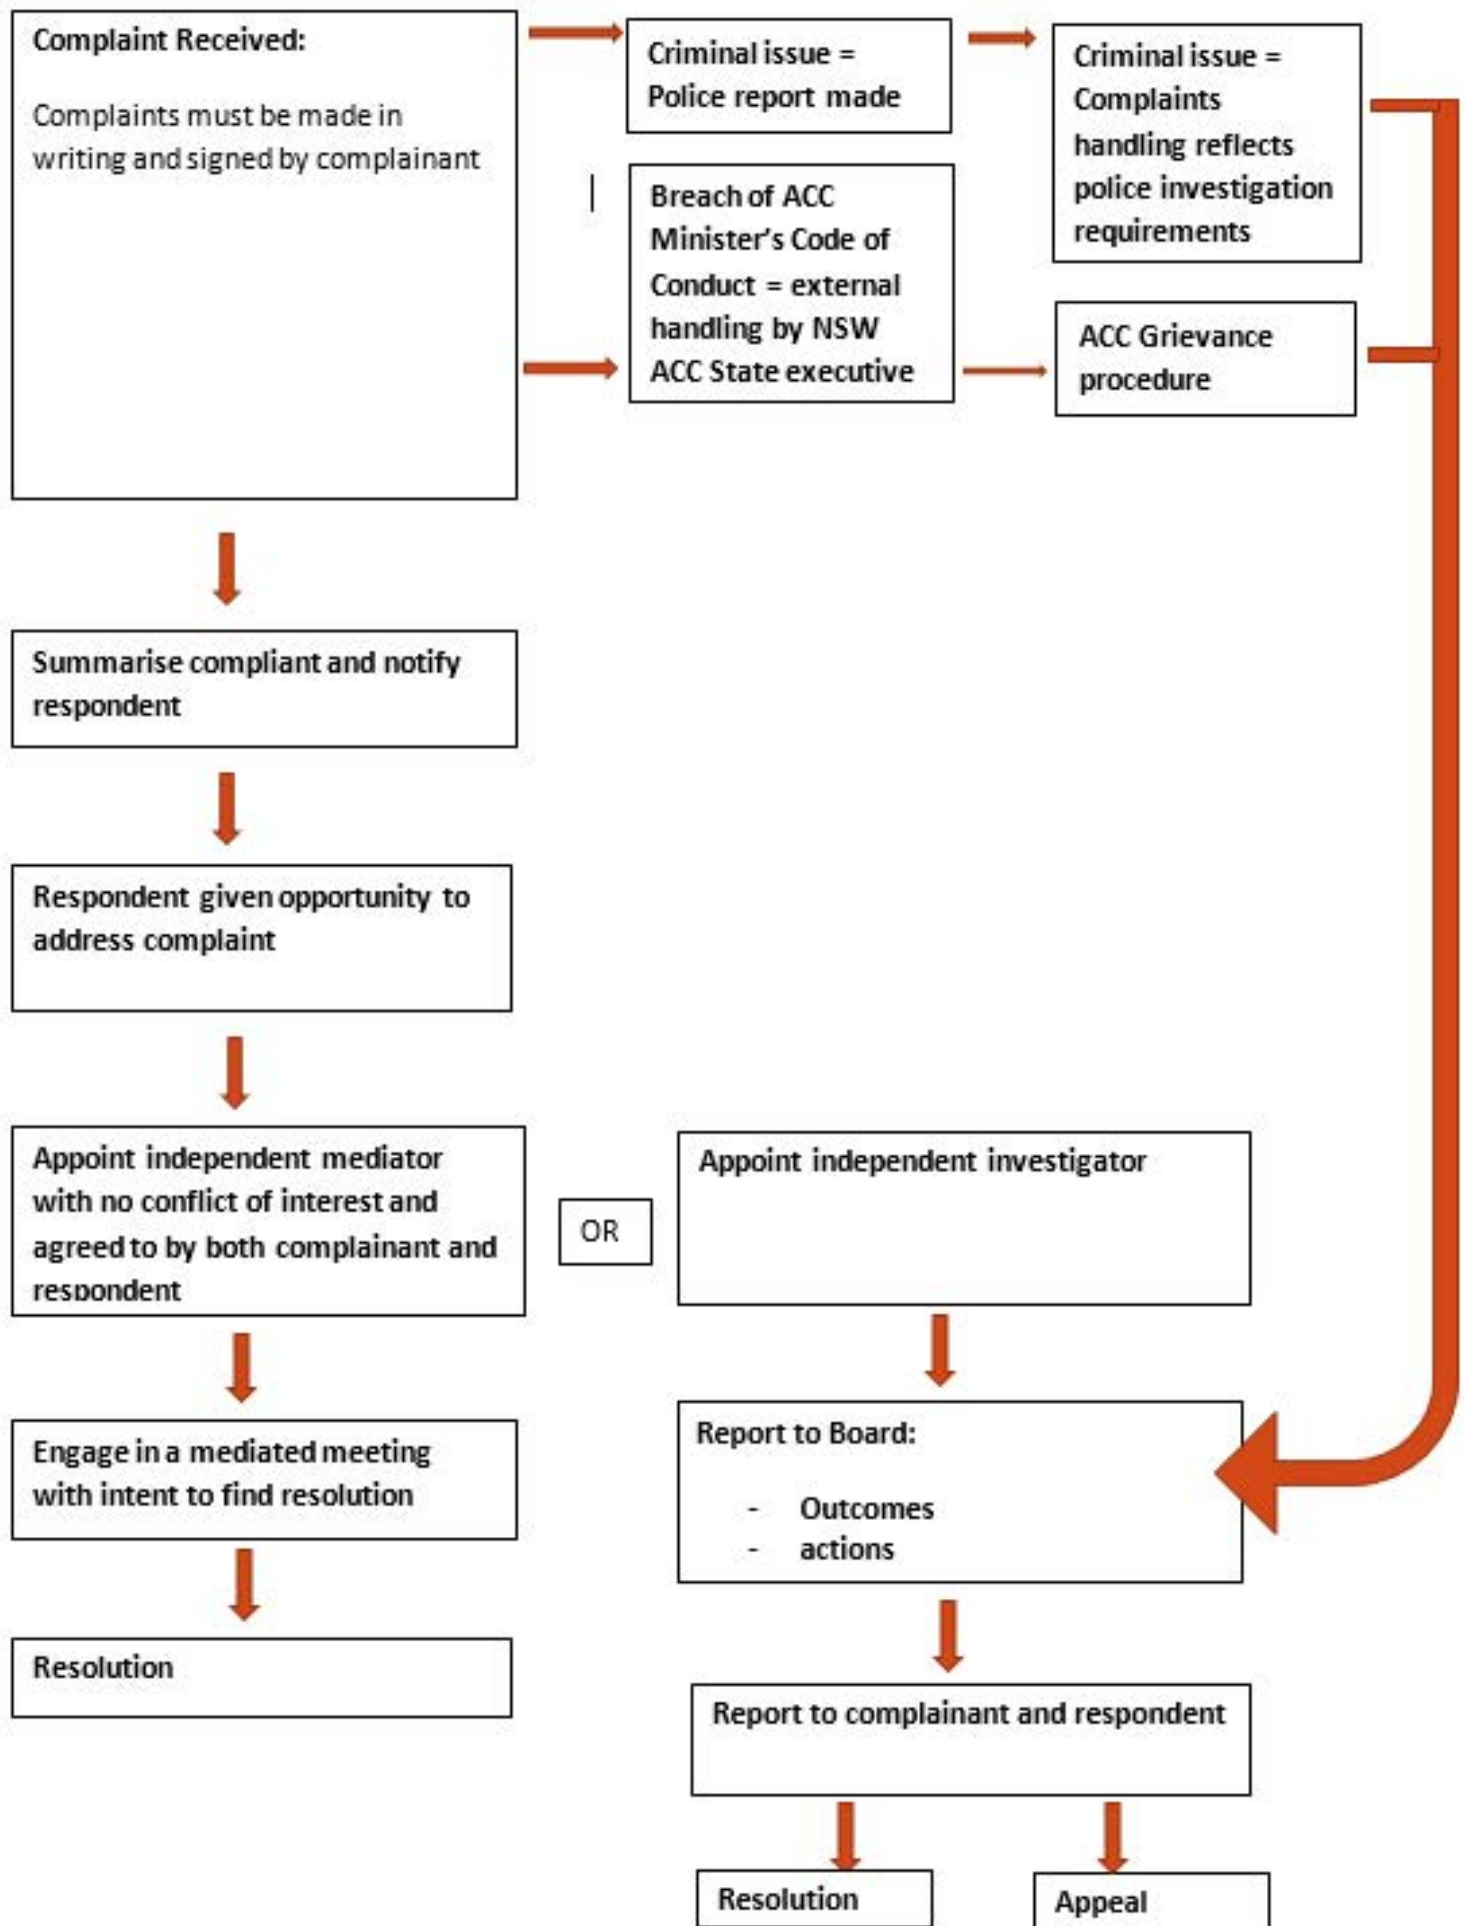 Complaint Received:
Complaints must be made in
writing and signed by complainant
Criminal issue =
Police report made
Criminal issue =
Complaints
handling reflects
police investigation
requirements
Breach of ACC
Minister's Code of
Conduct = external
handling by NSW
ACC State executive
ACC Grievance
procedure
Summarise compliant and notify
respondent
Respondent given opportunity to
address complaint
Appoint independent mediator
with no conflict of interest and
agreed to by both complainant and
respondent
OR
Appoint independent investigator
Engage in a mediated meeting
with intent to find resolution
Report to Board:
- Outcomes
- actions
Resolution
Report to complainant and respondent
Resolution
Appeal